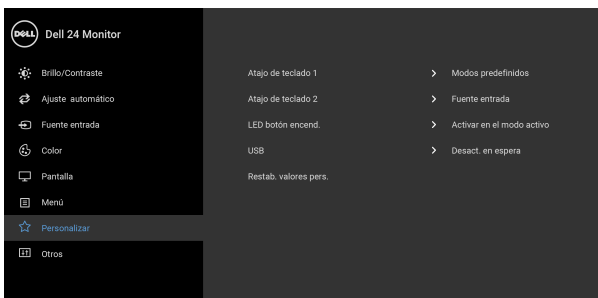 DELL Dell 24 Monitor
Brillo/Contraste
Ajuste automático
Fuente entrada
Color
Pantalla
Menú
Personalizar
Otros
Atajo de teclado 1 Modos predefinidos
Atajo de teclado 2 Fuente entrada
LED botón encend. Activar en el modo activo
USB Desact. en espera
Restab. valores pers.